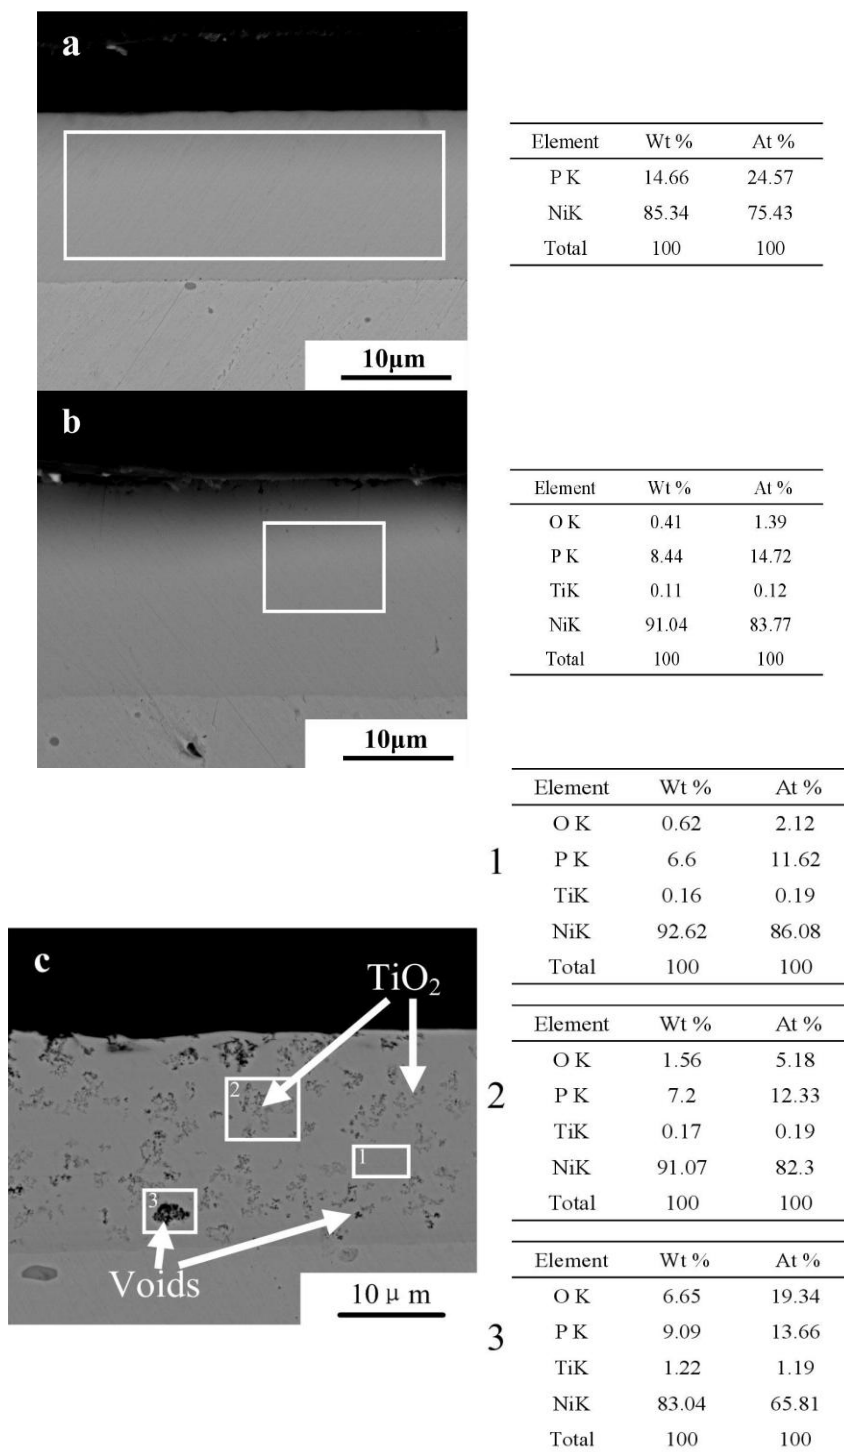 a
10μm
Element Wt % At %
P K 14.66 24.57
NiK 85.34 75.43
Total 100 100
b
10μm
Element Wt % At %
O K 0.41 1.39
P K 8.44 14.72
TiK 0.11 0.12
NiK 91.04 83.77
Total 100 100
c
TiO₂
2
1
3
Voids
10 μ m
1
Element Wt % At %
O K 0.62 2.12
P K 6.6 11.62
TiK 0.16 0.19
NiK 92.62 86.08
Total 100 100
2
Element Wt % At %
O K 1.56 5.18
P K 7.2 12.33
TiK 0.17 0.19
NiK 91.07 82.3
Total 100 100
3
Element Wt % At %
O K 6.65 19.34
P K 9.09 13.66
TiK 1.22 1.19
NiK 83.04 65.81
Total 100 100